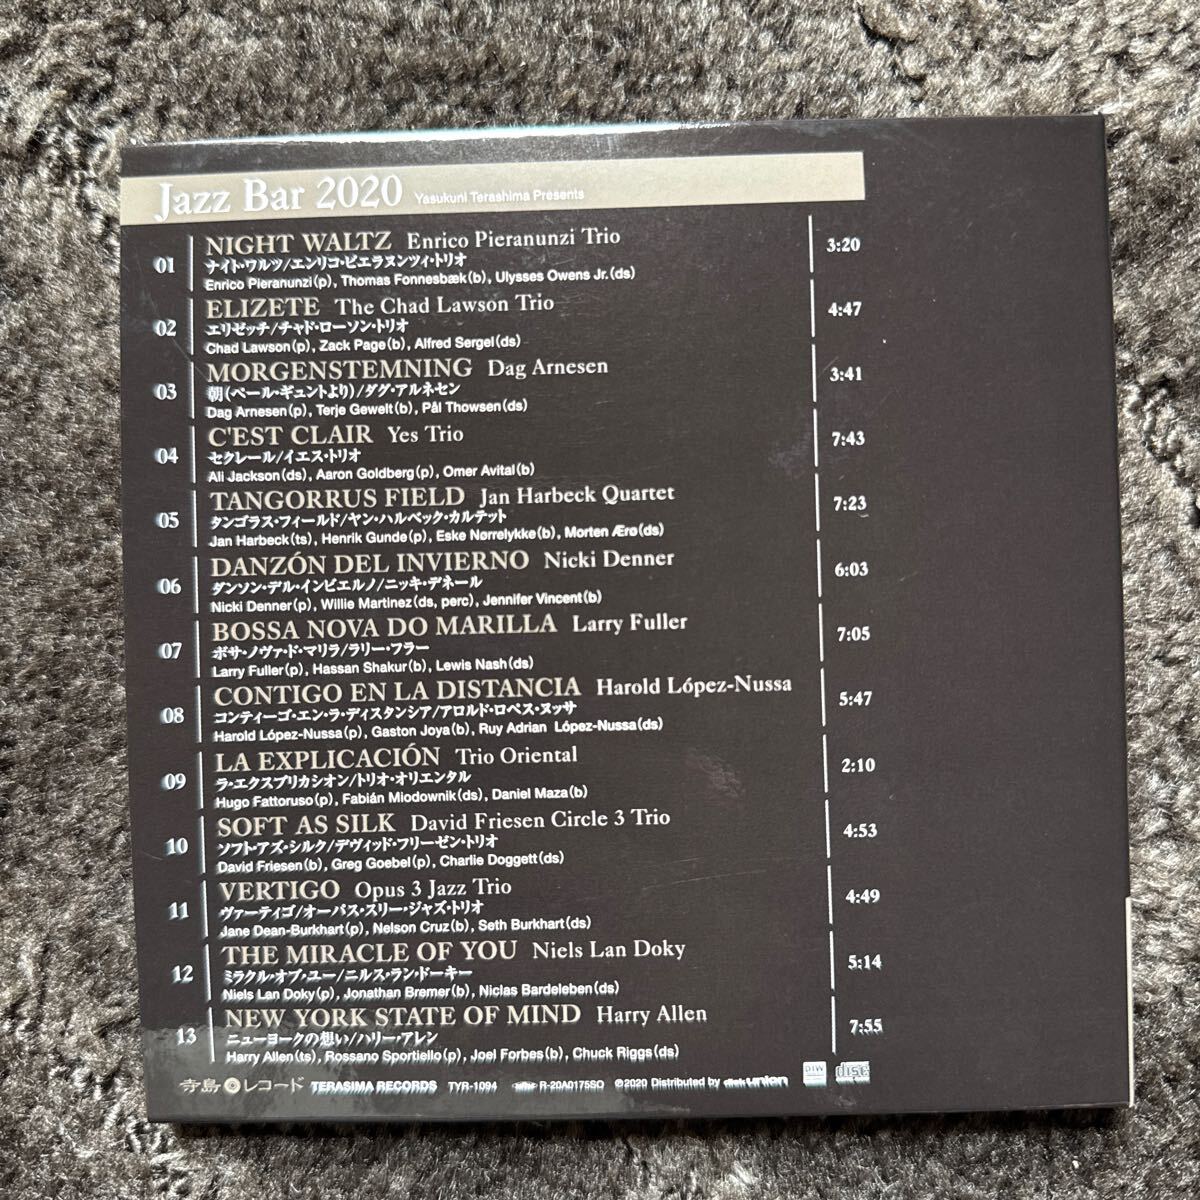 Jazz Bar 2020 Yasukuni Terashima Presents
01 NIGHT WALTZ Enrico Pieranunzi Trio 3:20
ナイト・ワルツ/エンリコ・ピエラヌンツィ・トリオ
Enrico Pieranunzi(p), Thomas Fonnesbæk(b), Ulysses Owens Jr.(ds)
02 ELIZETE The Chad Lawson Trio 4:47
エリゼッチ/チャド・ローソン・トリオ
Chad Lawson(p), Zack Page(b), Alfred Sergel(ds)
03 MORGENSTEMNING Dag Arnesen 3:41
朝(ペール・ギュントより)/ダグ・アルネセン
Dag Arnesen(p), Terje Gewelt(b), Pål Thowsen(ds)
04 C'EST CLAIR Yes Trio 7:43
セクレール/イエス・トリオ
Ali Jackson(ds), Aaron Goldberg(p), Omer Avital(b)
05 TANGORRUS FIELD Jan Harbeck Quartet 7:23
タンゴラス・フィールド/ヤン・ハルベック・カルテット
Jan Harbeck(ts), Henrik Gunde(p), Eske Nørrelykke(b), Morten Ærø(ds)
06 DANZÓN DEL INVIERNO Nicki Denner 6:03
ダンソン・デル・インビエルノ/ニッキ・デネール
Nicki Denner(p), Willie Martinez(ds, perc), Jennifer Vincent(b)
07 BOSSA NOVA DO MARILLA Larry Fuller 7:05
ボサ・ノヴァ・ド・マリラ/ラリー・フラー
Larry Fuller(p), Hassan Shakur(b), Lewis Nash(ds)
08 CONTIGO EN LA DISTANCIA Harold López-Nussa 5:47
コンティーゴ・エン・ラ・ディスタンシア/アロルド・ロペス・ヌッサ
Harold López-Nussa(p), Gaston Joya(b), Ruy Adrian López-Nussa(ds)
09 LA EXPLICACIÓN Trio Oriental 2:10
ラ・エクスプリカシオン/トリオ・オリエンタル
Hugo Fattoruso(p), Fabián Miodownik(ds), Daniel Maza(b)
10 SOFT AS SILK David Friesen Circle 3 Trio 4:53
ソフト・アズ・シルク/デヴィッド・フリーゼン・トリオ
David Friesen(b), Greg Goebel(p), Charlie Doggett(ds)
11 VERTIGO Opus 3 Jazz Trio 4:49
ヴァーティゴ/オーパス・スリー・ジャズ・トリオ
Jane Dean-Burkhart(p), Nelson Cruz(b), Seth Burkhart(ds)
12 THE MIRACLE OF YOU Niels Lan Doky 5:14
ミラクル・オブ・ユー/ニルス・ラン・ドーキー
Niels Lan Doky(p), Jonathan Bremer(b), Niclas Bardeleben(ds)
13 NEW YORK STATE OF MIND Harry Allen 7:55
ニューヨークの想い/ハリー・アレン
Harry Allen(ts), Rossano Sportiello(p), Joel Forbes(b), Chuck Riggs(ds)
寺島レコード TERASIMA RECORDS TYR-1094 R-20A0175SO ℗2020 Distributed by disk union DIW disc